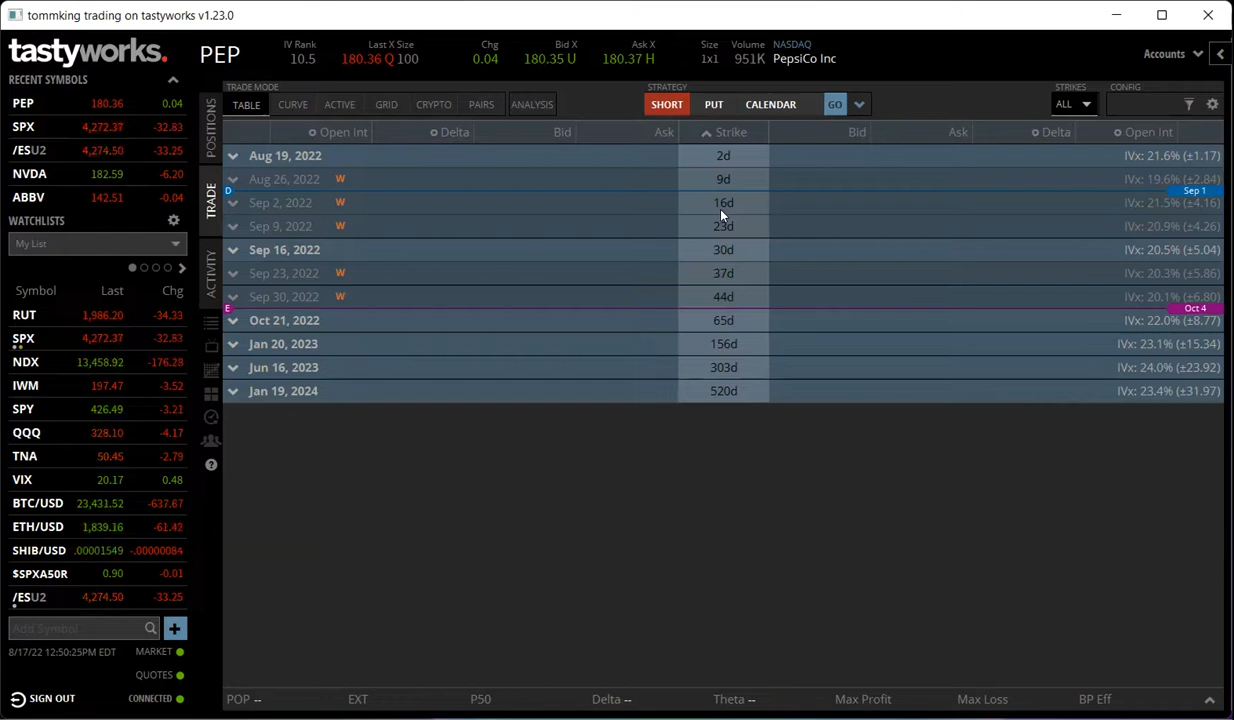 tommking trading on tastyworks v1.23.0
tastyworks.
PEP
IV Rank
10.5
Last X Size
180.36 Q 100
Chg
0.04
Bid X
180.35 U
Ask X
180.37 H
Size
1x1
Volume
951K
NASDAQ
PepsiCo Inc
Accounts
RECENT SYMBOLS
PEP 180.36 0.04
SPX 4,272.37 -32.83
/ESU2 4,274.50 -33.25
NVDA 182.59 -6.20
ABBV 142.51 -0.04
WATCHLISTS
My List
Symbol Last Chg
RUT 1,986.20 -34.33
SPX 4,272.37 -32.83
NDX 13,458.92 -176.28
IWM 197.47 -3.52
SPY 426.49 -3.21
QQQ 328.10 -4.17
TNA 50.45 -2.79
VIX 20.17 0.48
BTC/USD 23,431.52 -637.67
ETH/USD 1,839.16 -61.42
SHIB/USD .00001549 -.00000084
$SPXA50R 0.90 -0.01
/ESU2 4,274.50 -33.25
Add Symbol
8/17/22 12:50:25PM EDT MARKET
QUOTES
SIGN OUT CONNECTED
POSITIONS
TRADE
ACTIVITY
TRADE MODE
TABLE CURVE ACTIVE GRID CRYPTO PAIRS ANALYSIS
STRATEGY
SHORT PUT CALENDAR GO
STRIKES
ALL
CONFIG
Open Int Delta Bid Ask Strike Bid Ask Delta Open Int
Aug 19, 2022 2d IVx: 21.6% (±1.17)
Aug 26, 2022 W 9d IVx: 19.6% (±2.84)
D Sep 1
Sep 2, 2022 W 16d IVx: 21.5% (±4.16)
Sep 9, 2022 W 23d IVx: 20.9% (±4.26)
Sep 16, 2022 30d IVx: 20.5% (±5.04)
Sep 23, 2022 W 37d IVx: 20.3% (±5.86)
Sep 30, 2022 W 44d IVx: 20.1% (±6.80)
E Oct 4
Oct 21, 2022 65d IVx: 22.0% (±8.77)
Jan 20, 2023 156d IVx: 23.1% (±15.34)
Jun 16, 2023 303d IVx: 24.0% (±23.92)
Jan 19, 2024 520d IVx: 23.4% (±31.97)
POP -- EXT P50 Delta -- Theta -- Max Profit Max Loss BP Eff